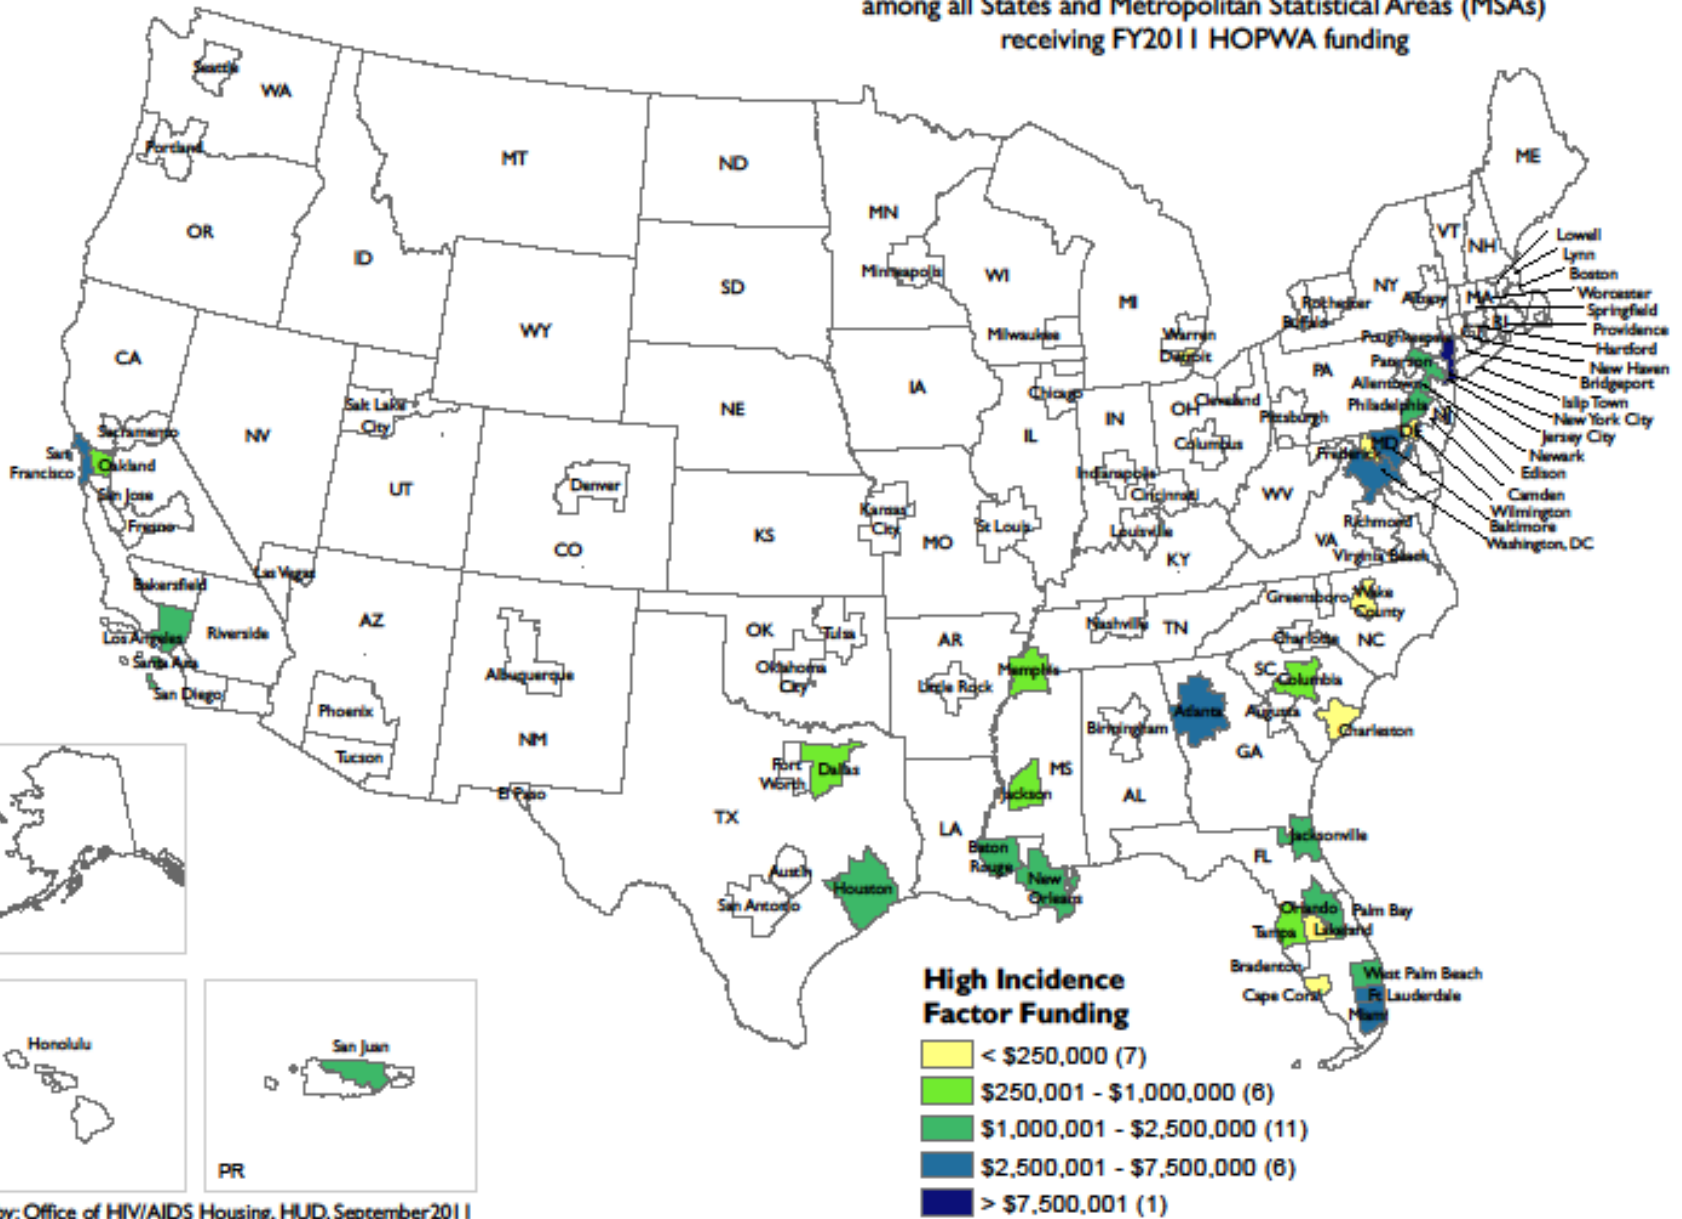 among all States and Metropolitan Statistical Areas (MSAs)
receiving FY2011 HOPWA funding
Seattle
WA
Portland
MT
ND
ME
OR
ID
MN
Minneapolis
SD
WI
MI
VT
NH
NY
Rochester
Albany
Buffalo
MA
RI
CT
Lowell
Lynn
Boston
Worcester
Springfield
Providence
Hartford
New Haven
Bridgeport
Islip Town
New York City
Jersey City
Newark
Edison
Camden
Wilmington
Baltimore
Washington, DC
WY
Milwaukee
Warren
Detroit
Poughkeepsie
Paterson
Allentown
Philadelphia
PA
NJ
DE
MD
Frederick
CA
Salt Lake
City
NE
IA
Chicago
IL
IN
OH
Cleveland
Pittsburgh
Columbus
Indianapolis
Cincinnati
Louisville
WV
Sacramento
San
Francisco
Oakland
San Jose
Fresno
NV
UT
Denver
CO
KS
Kansas
City
MO
St Louis
KY
VA
Richmond
Virginia Beach
Las Vegas
Bakersfield
Los Angeles
Riverside
Santa Ana
San Diego
AZ
Phoenix
Tucson
Albuquerque
NM
El Paso
OK
Tulsa
Oklahoma
City
AR
Little Rock
Nashville
TN
Memphis
Greensboro
Wake
County
Charlotte
NC
SC
Columbia
Augusta
Charleston
Birmingham
Atlanta
GA
AL
MS
Jackson
Fort
Worth
Dallas
TX
Austin
San Antonio
Houston
LA
Baton
Rouge
New
Orleans
Jacksonville
FL
Orlando
Palm Bay
Tampa
Lakeland
Bradenton
Cape Coral
West Palm Beach
Ft Lauderdale
Miami
Honolulu
San Juan
PR
High Incidence
Factor Funding
< $250,000 (7)
$250,001 - $1,000,000 (6)
$1,000,001 - $2,500,000 (11)
$2,500,001 - $7,500,000 (6)
> $7,500,001 (1)
by: Office of HIV/AIDS Housing, HUD, September2011